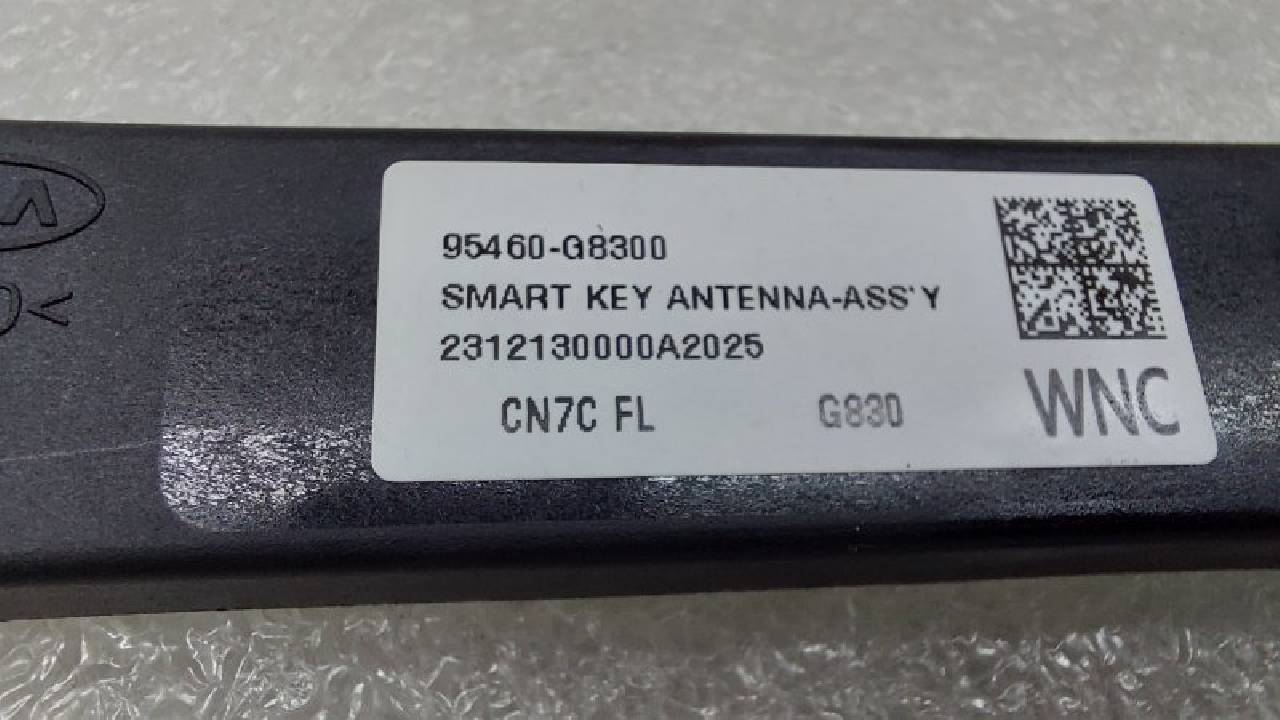 95460-G8300
SMART KEY ANTENNA-ASS'Y
2312130000A2025
CN7C FL G830
WNC